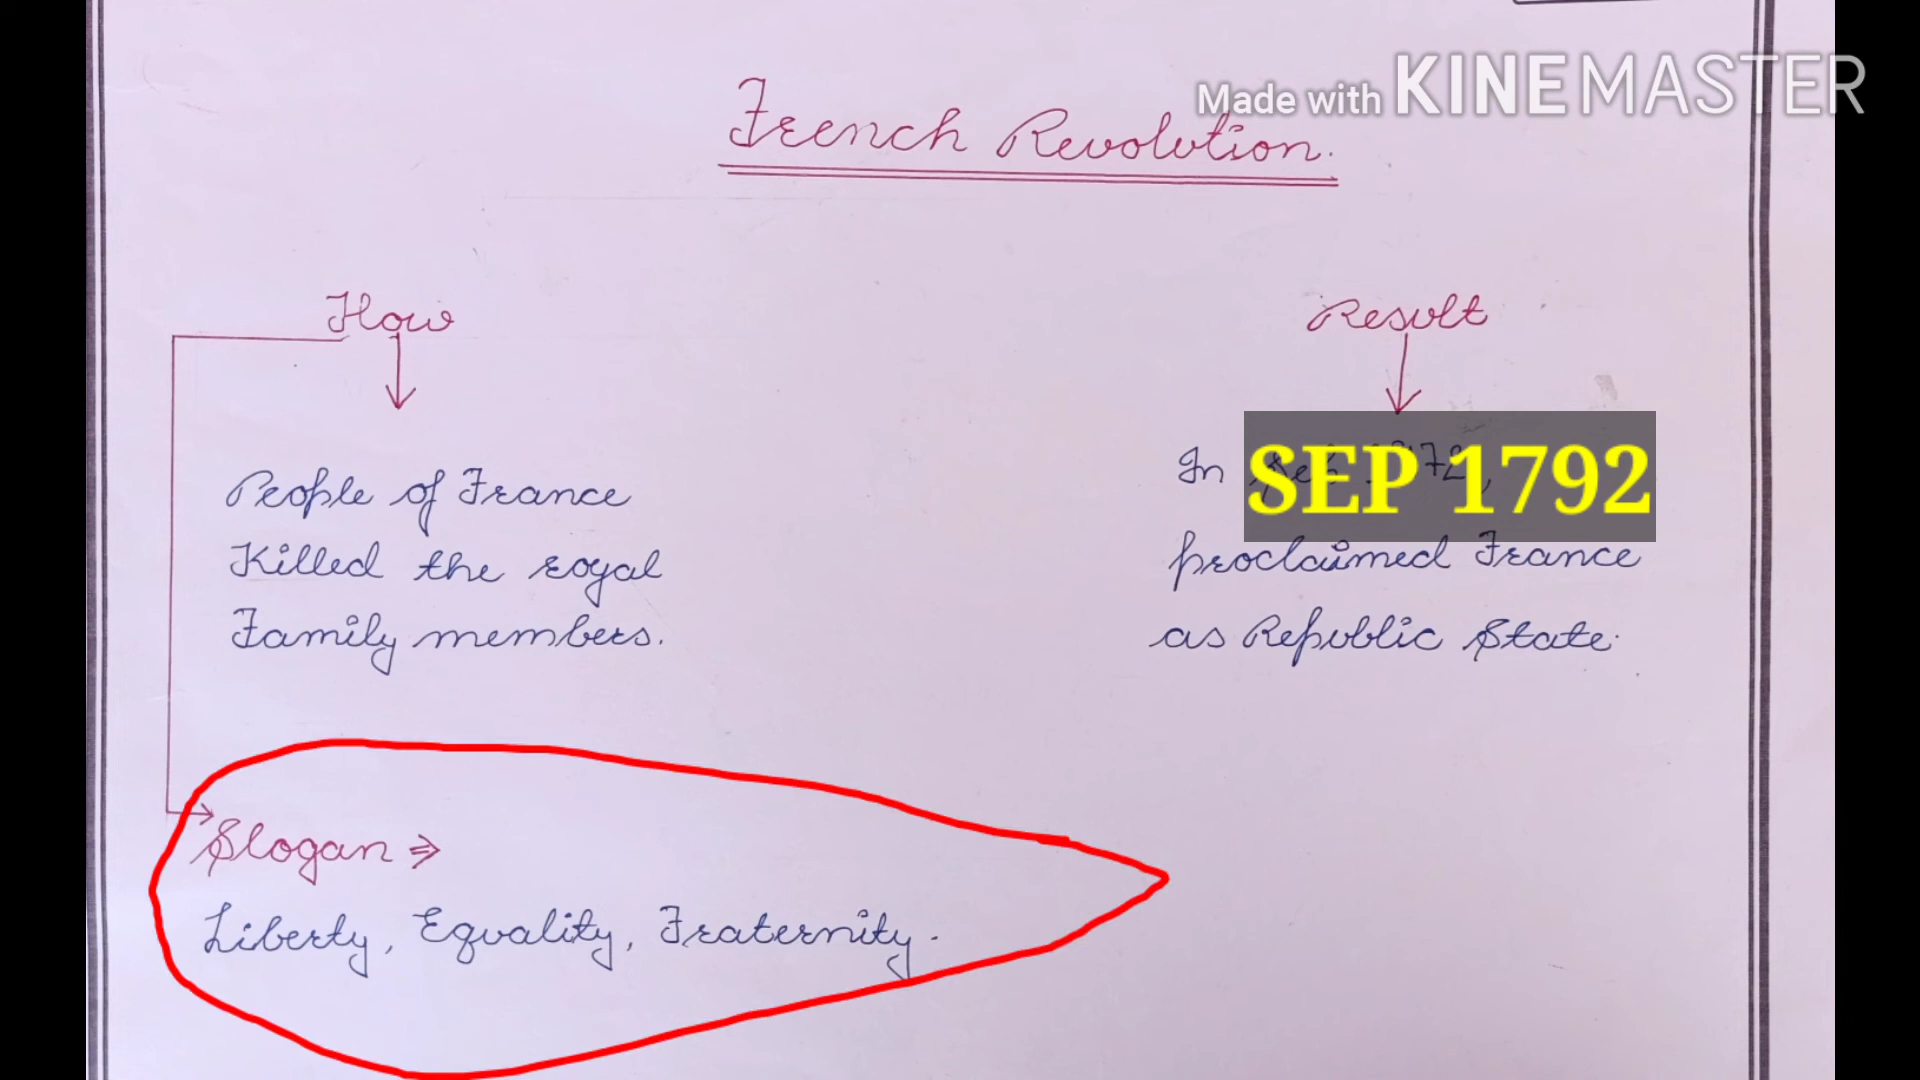 Made with KINEMASTER
French Revolution.
How
Result
People of France
Killed the royal
Family members.
In SEP 1792
proclaimed France
as Republic State.
Slogan ⇒
Liberty, Equality, Fraternity.